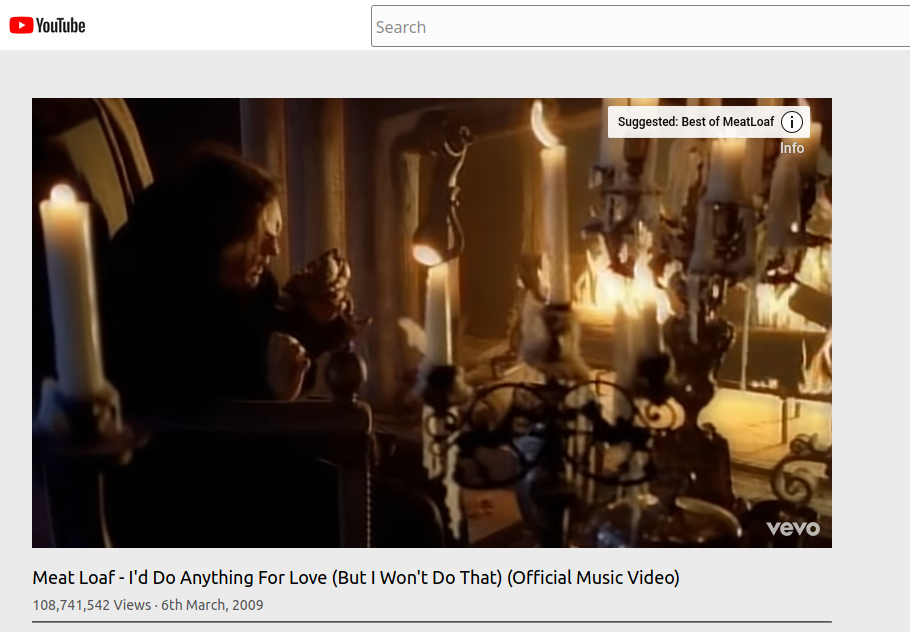 YouTube
Search
Suggested: Best of MeatLoaf
Info
vevo
Meat Loaf - I'd Do Anything For Love (But I Won't Do That) (Official Music Video)
108,741,542 Views · 6th March, 2009